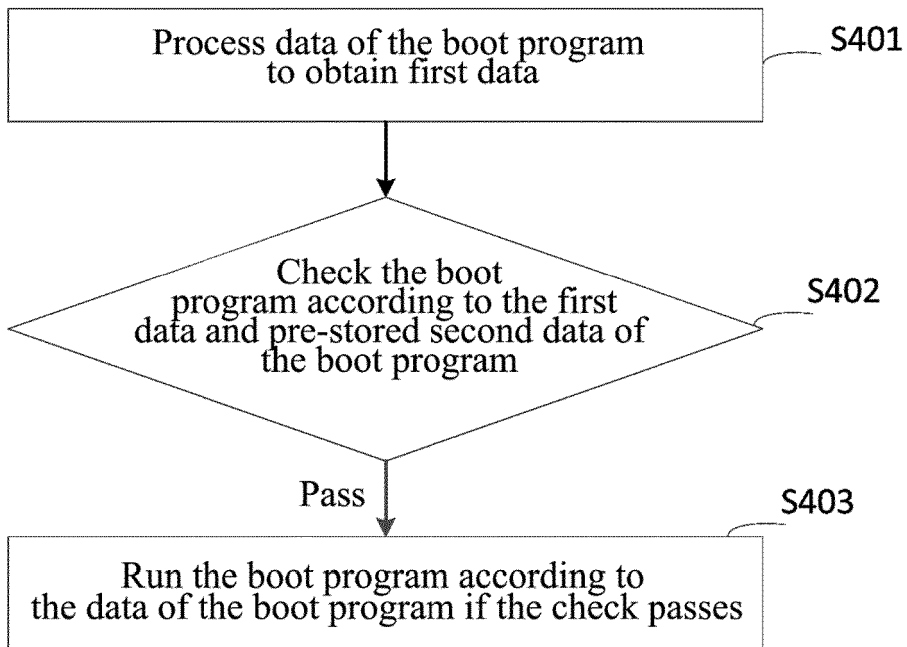 Process data of the boot program
to obtain first data
S401
Check the boot
program according to the first
data and pre-stored second data of
the boot program
S402
Pass
S403
Run the boot program according to
the data of the boot program if the check passes